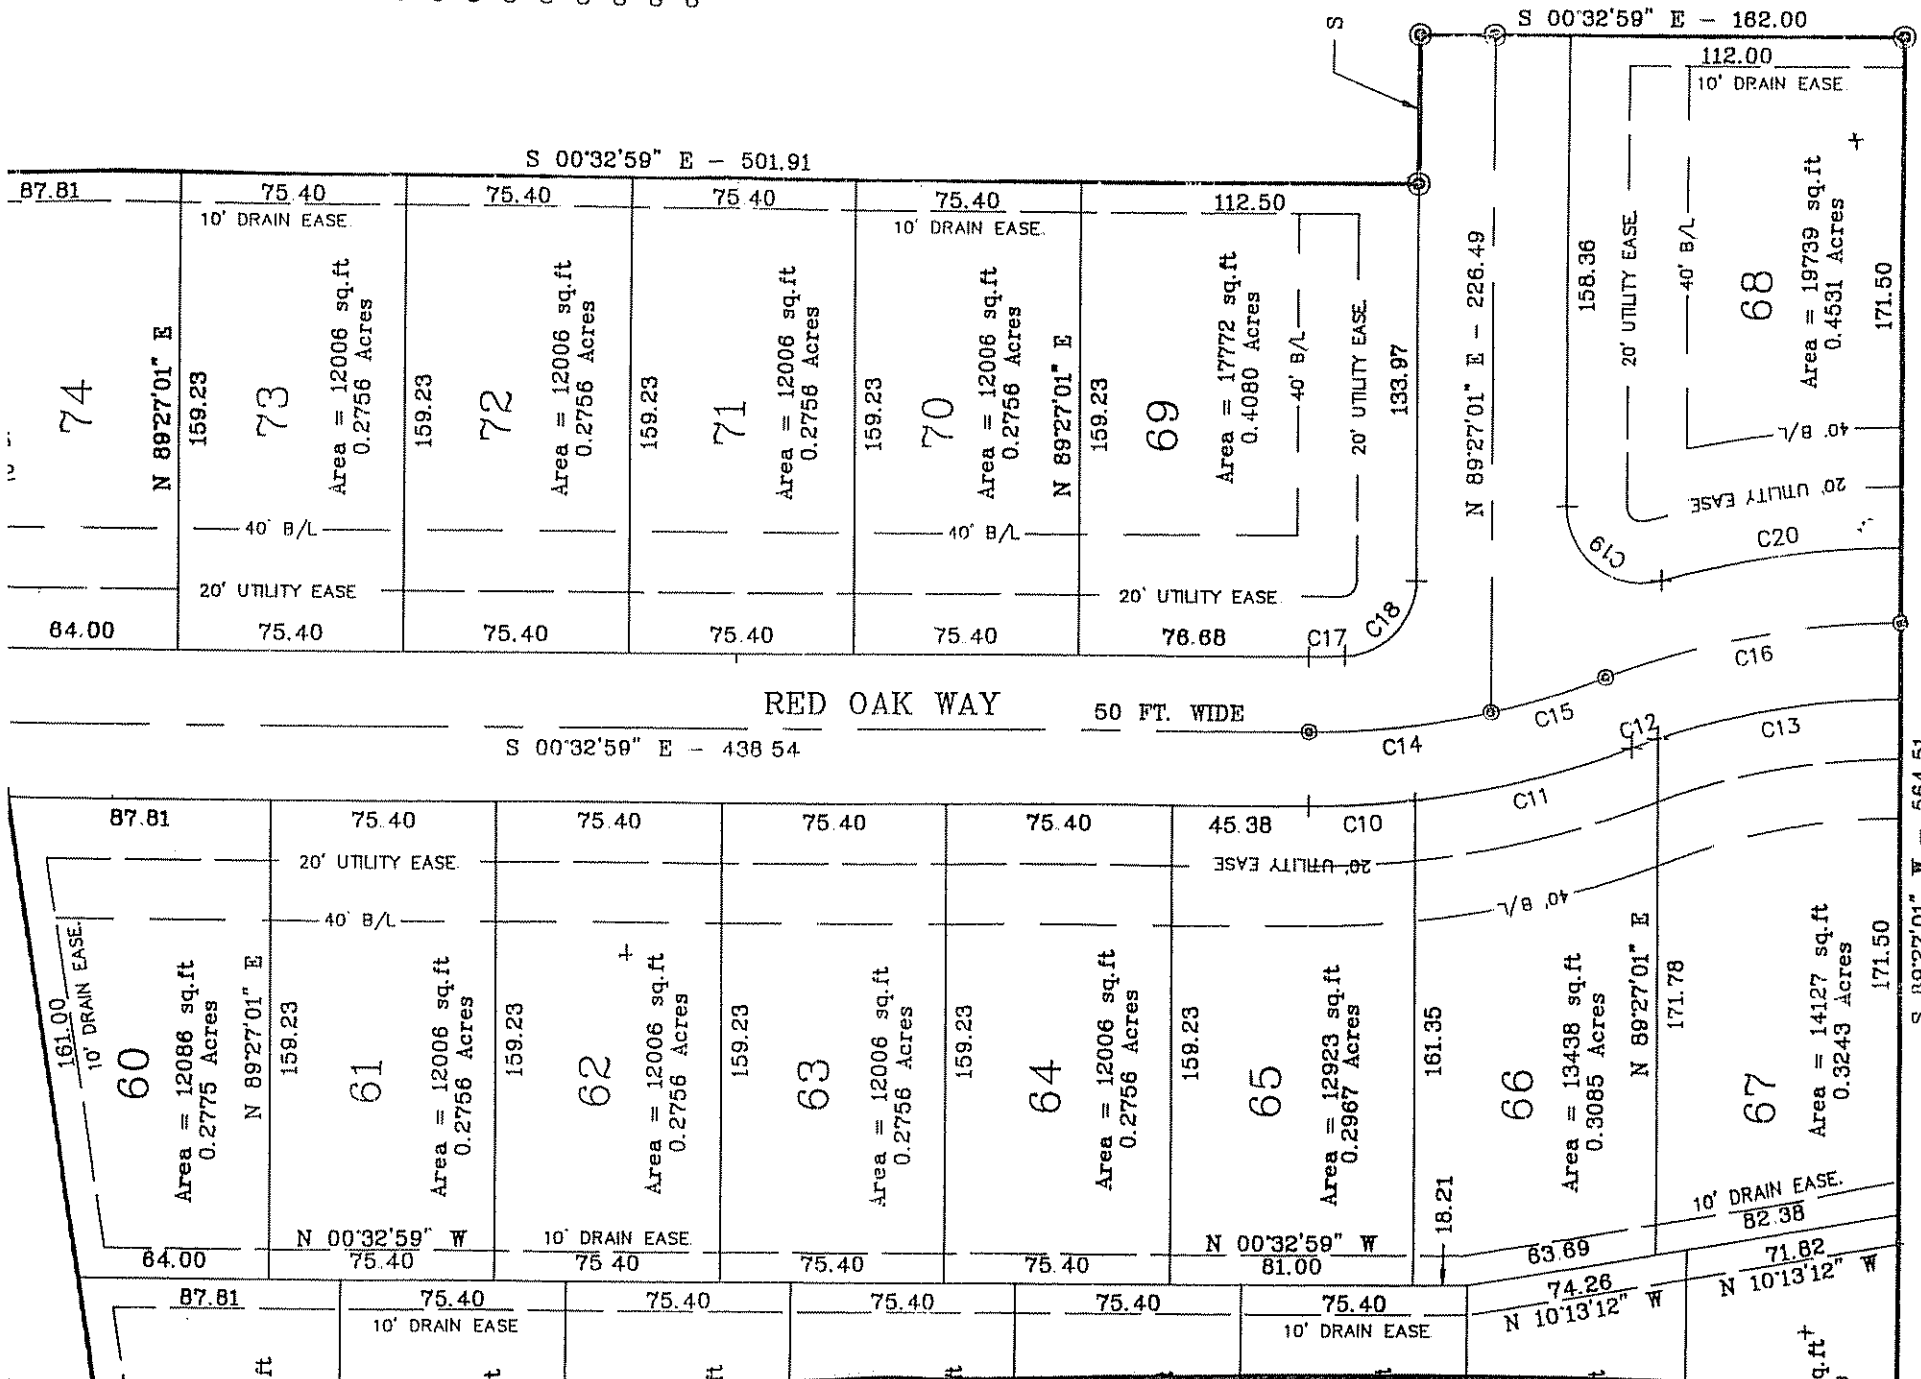 S 00°32'59" E - 162.00
S
112.00
10' DRAIN EASE.
S 00°32'59" E - 501.91
87.81
75.40
75.40
75.40
75.40
112.50
10' DRAIN EASE.
10' DRAIN EASE.
74
N 89°27'01" E
159.23
73
Area = 12006 sq.ft
0.2756 Acres
159.23
72
Area = 12006 sq.ft
0.2756 Acres
159.23
71
Area = 12006 sq.ft
0.2756 Acres
159.23
70
Area = 12006 sq.ft
0.2756 Acres
N 89°27'01" E
159.23
69
Area = 17772 sq.ft
0.4080 Acres
40' B/L
20' UTILITY EASE.
133.97
N 89°27'01" E - 226.49
158.36
20' UTILITY EASE.
40' B/L
68
Area = 19739 sq.ft
0.4531 Acres
171.50
40' B/L
20' UTILITY EASE.
40' B/L
40' B/L
C19
C20
20' UTILITY EASE
20' UTILITY EASE.
64.00
75.40
75.40
75.40
75.40
76.68
C17
C18
C16
RED OAK WAY
50 FT. WIDE
C15
C12
C13
S 00°32'59" E - 438.54
C14
C11
87.81
75.40
75.40
75.40
75.40
45.38
C10
20' UTILITY EASE.
20' UTILITY EASE
40' B/L
40' B/L
S 89°27'01" W - 564.51
161.00
10' DRAIN EASE.
60
Area = 12086 sq.ft
0.2775 Acres
N 89°27'01" E
159.23
61
Area = 12006 sq.ft
0.2756 Acres
159.23
62
Area = 12006 sq.ft
0.2756 Acres
159.23
63
Area = 12006 sq.ft
0.2756 Acres
159.23
64
Area = 12006 sq.ft
0.2756 Acres
159.23
65
Area = 12923 sq.ft
0.2967 Acres
161.35
18.21
66
Area = 13438 sq.ft
0.3085 Acres
N 89°27'01" E
171.78
67
Area = 14127 sq.ft
0.3243 Acres
171.50
10' DRAIN EASE.
82.38
N 00°32'59" W
10' DRAIN EASE.
N 00°32'59" W
64.00
75.40
75.40
75.40
75.40
81.00
63.69
71.82
N 10°13'12" W
74.26
N 10°13'12" W
87.81
75.40
75.40
75.40
75.40
75.40
10' DRAIN EASE
10' DRAIN EASE
ft
ft
sq.ft